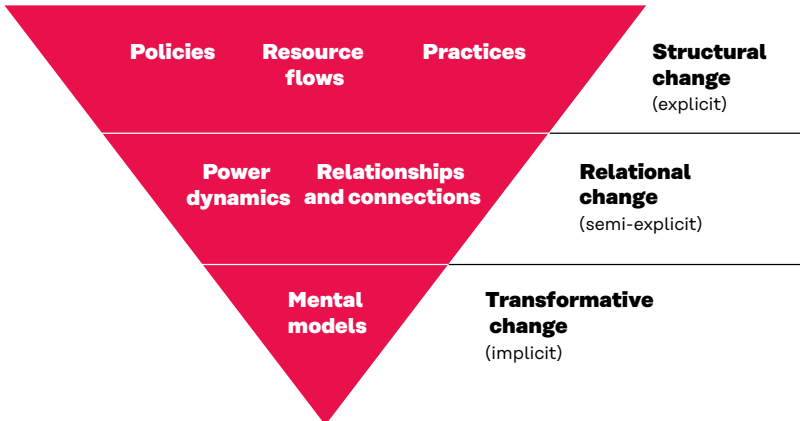 Policies
Resource
flows
Practices
Structural
change
(explicit)
Power
dynamics
Relationships
and connections
Relational
change
(semi-explicit)
Mental
models
Transformative
change
(implicit)